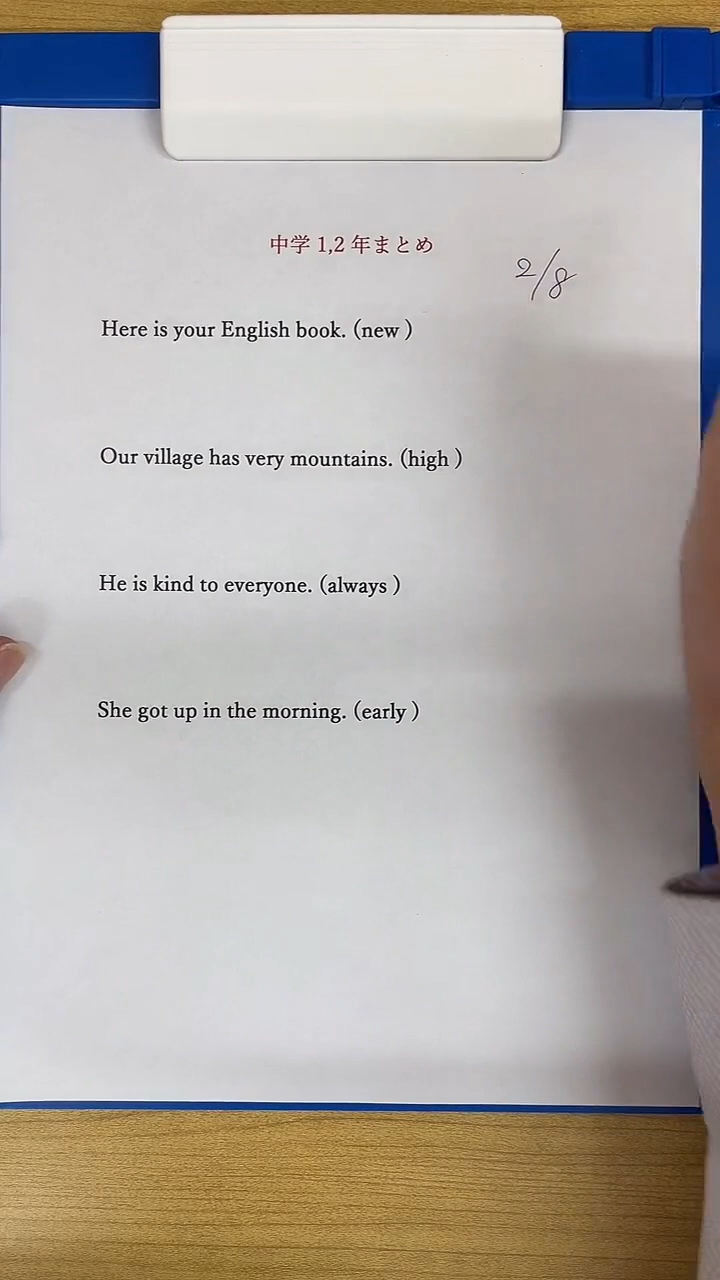 中学 1,2 年まとめ
2/8
Here is your English book. (new )
Our village has very mountains. (high )
He is kind to everyone. (always )
She got up in the morning. (early )